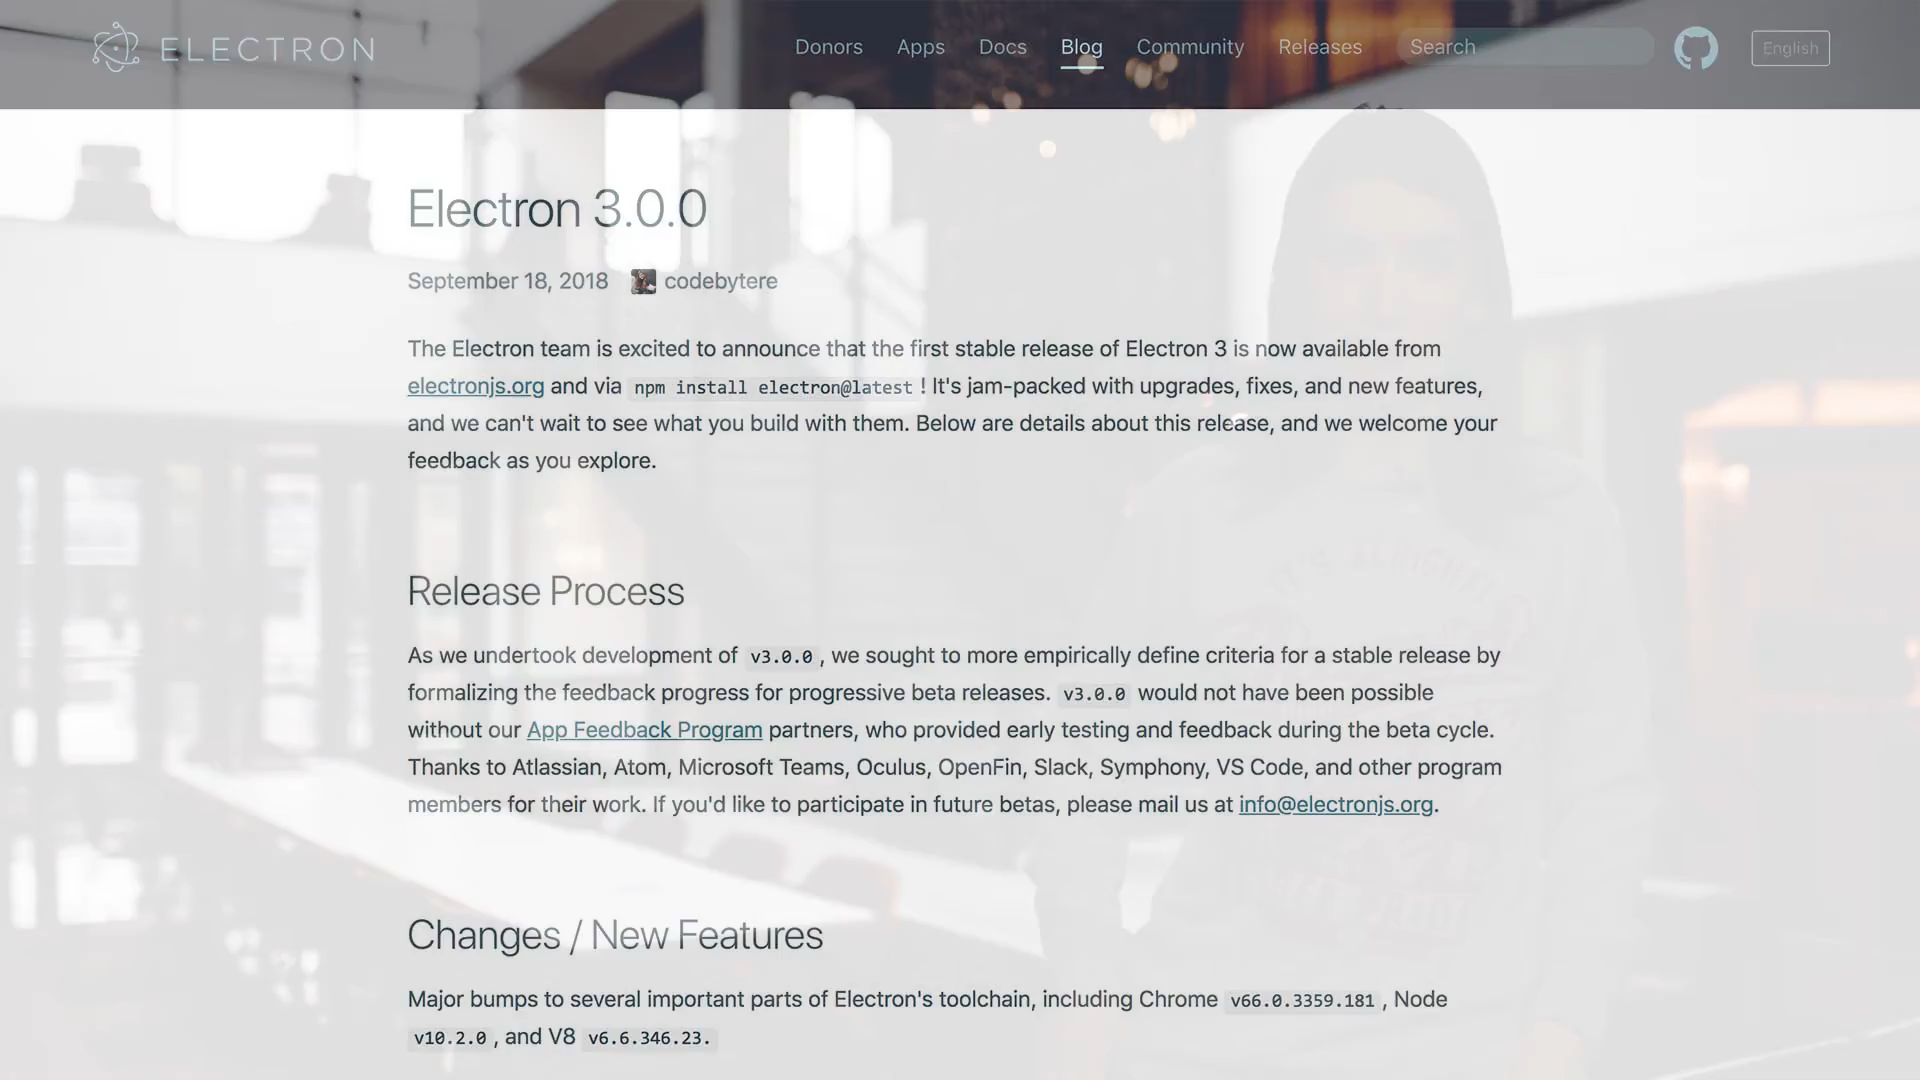 ELECTRON
Donors Apps Docs Blog Community Releases Search English
Electron 3.0.0
September 18, 2018 codebytere
The Electron team is excited to announce that the first stable release of Electron 3 is now available from
electronjs.org and via npm install electron@latest ! It's jam-packed with upgrades, fixes, and new features,
and we can't wait to see what you build with them. Below are details about this release, and we welcome your
feedback as you explore.
Release Process
As we undertook development of v3.0.0 , we sought to more empirically define criteria for a stable release by
formalizing the feedback progress for progressive beta releases. v3.0.0 would not have been possible
without our App Feedback Program partners, who provided early testing and feedback during the beta cycle.
Thanks to Atlassian, Atom, Microsoft Teams, Oculus, OpenFin, Slack, Symphony, VS Code, and other program
members for their work. If you'd like to participate in future betas, please mail us at info@electronjs.org.
Changes / New Features
Major bumps to several important parts of Electron's toolchain, including Chrome v66.0.3359.181 , Node
v10.2.0 , and V8 v6.6.346.23.